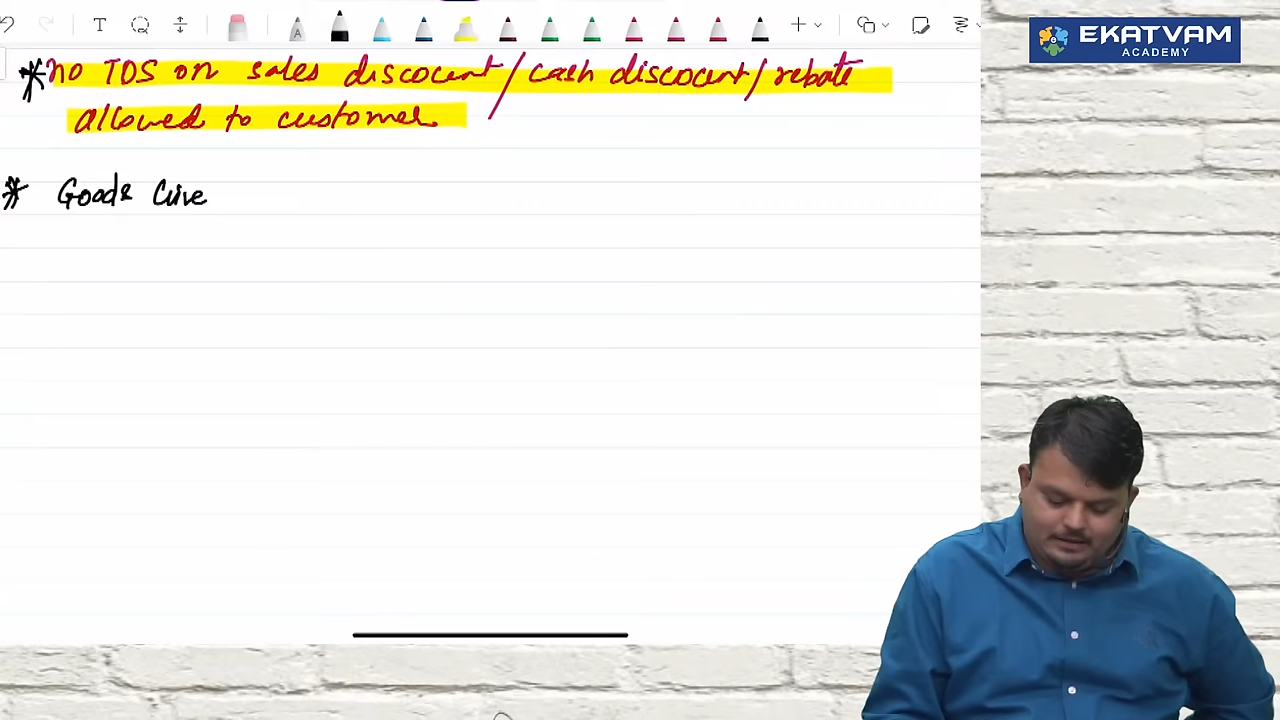 EKATVAM
ACADEMY
*No TDS on sales discount/cash discount/rebate
allowed to customer
* Goods Give